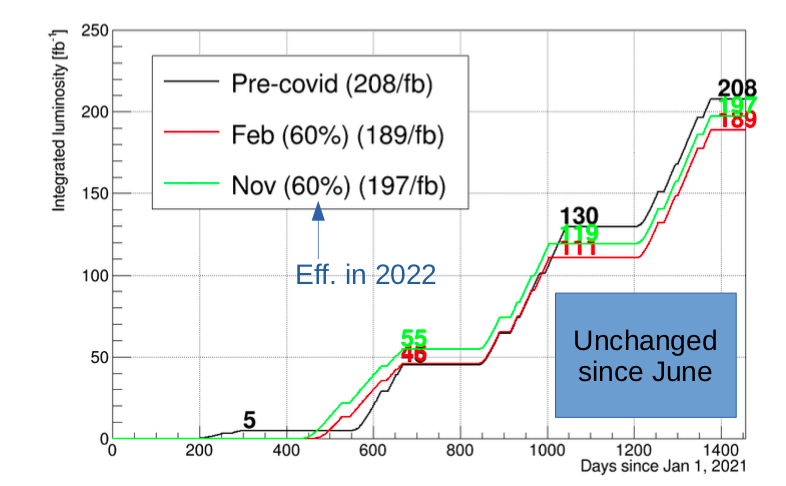 250
200
150
100
50
0
Integrated luminosity [fb⁻¹]
Pre-covid (208/fb)
Feb (60%) (189/fb)
Nov (60%) (197/fb)
Eff. in 2022
208
197
189
130
119
111
55
46
5
Unchanged
since June
0 200 400 600 800 1000 1200 1400
Days since Jan 1, 2021